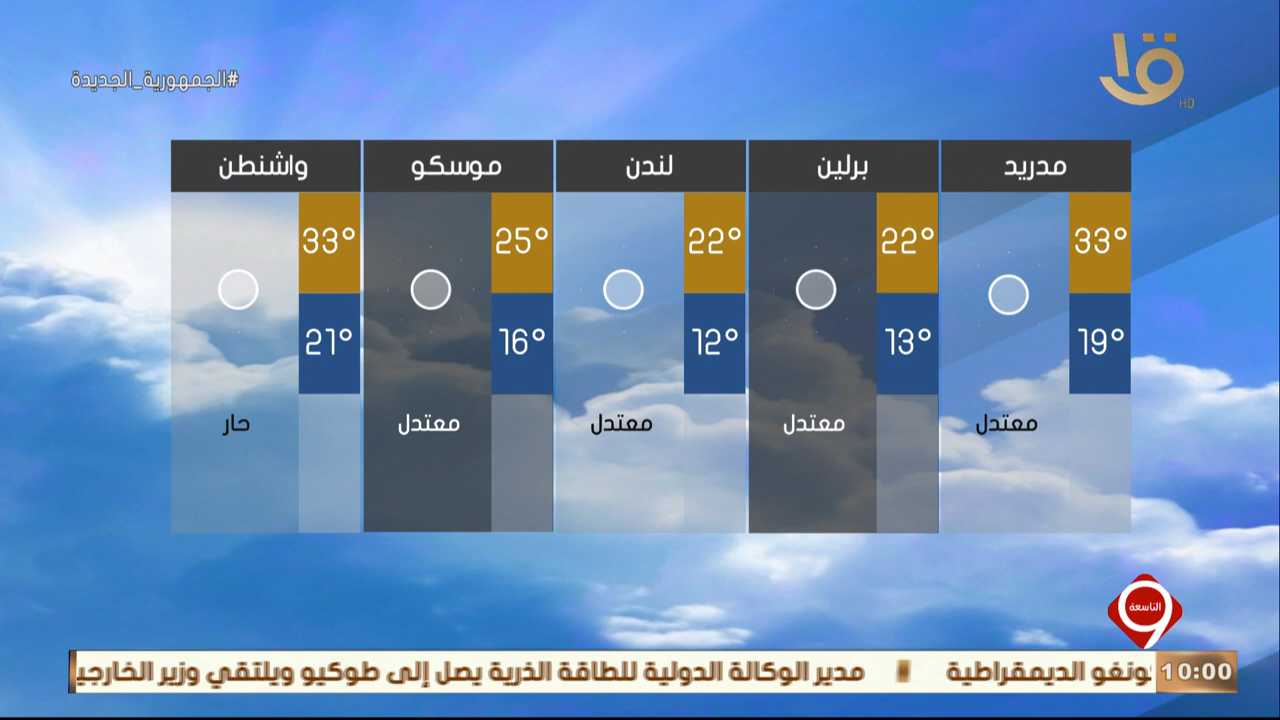 #الجمهورية_الجديدة
HD
مدريد
33°
19°
معتدل
برلين
22°
13°
معتدل
لندن
22°
12°
معتدل
موسكو
25°
16°
معتدل
واشنطن
33°
21°
حار
التاسعة
9
10:00
ونغو الديمقراطية ▪ مدير الوكالة الدولية للطاقة الذرية يصل إلى طوكيو ويلتقي وزير الخارجي